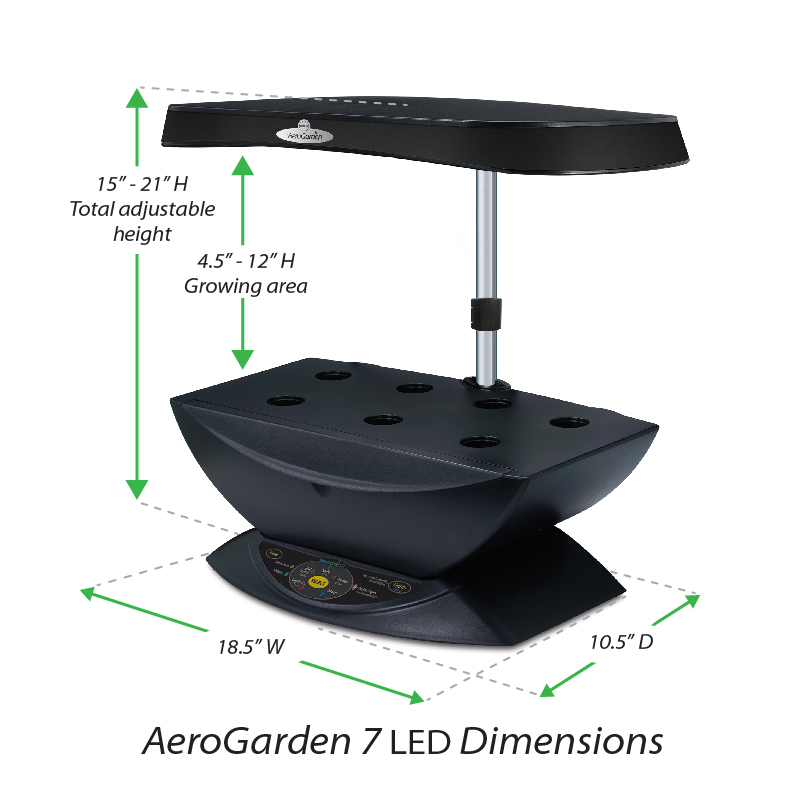 AeroGarden
15” - 21” H
Total adjustable
height
4.5” - 12” H
Growing area
18.5” W
10.5” D
AeroGarden 7 LED Dimensions